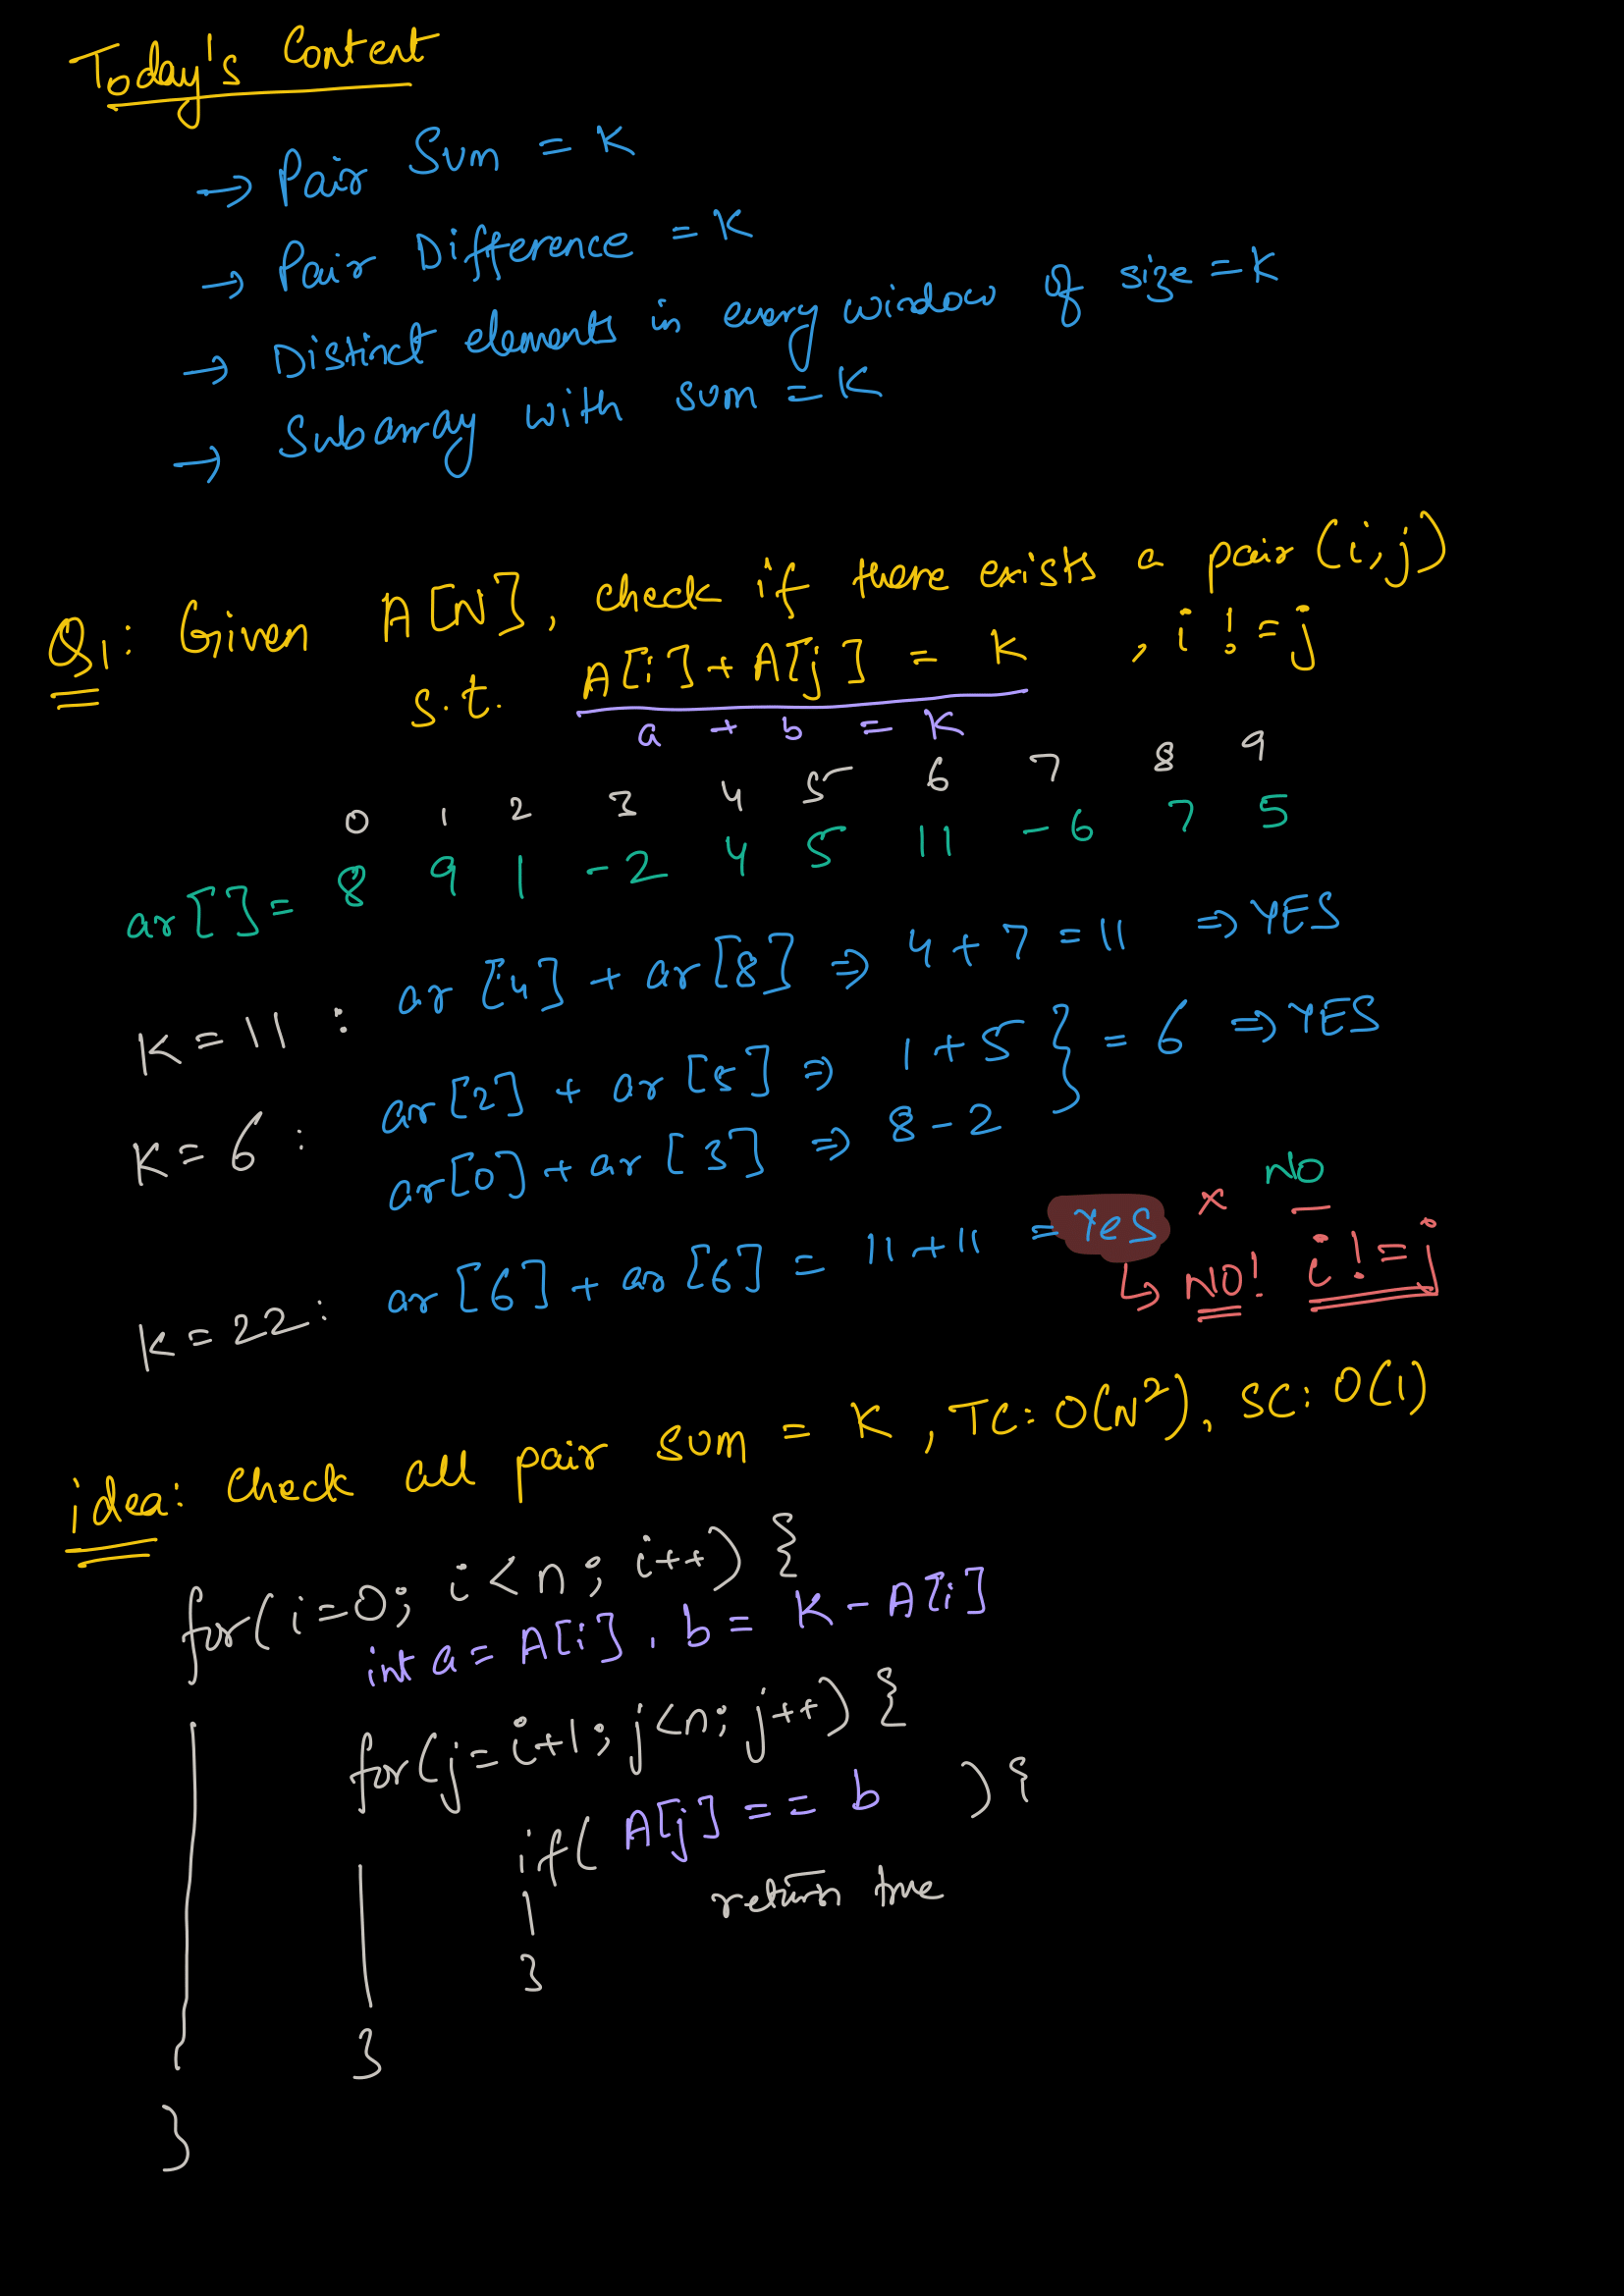 Today's Content
→ Pair Sum = K
→ Pair Difference = K
→ Distinct elements in every window of size = K
→ Subarray with sum = K
Q1: Given A[N], check if there exists a pair (i,j)
s.t. A[i] + A[j] = K , i != j
a + b = K
0 1 2 3 4 5 6 7 8 9
ar[] = 8 9 1 -2 4 5 11 -6 7 5
K = 11 : ar[4] + ar[8] ⇒ 4 + 7 = 11 ⇒ YES
K = 6 : ar[2] + ar[5] ⇒ 1 + 5 } = 6 ⇒ YES
ar[0] + ar[3] ⇒ 8 - 2
K = 22 : ar[6] + ar[6] = 11 + 11 = Yes × NO
↳ NO! i != j
idea: Check all pair sum = K , TC: O(N²), SC: O(1)
for(i=0; i<n; i++) {
int a = A[i], b = K - A[i]
for(j=i+1; j<n; j++) {
if( A[j] == b ) {
return true
}
}
}